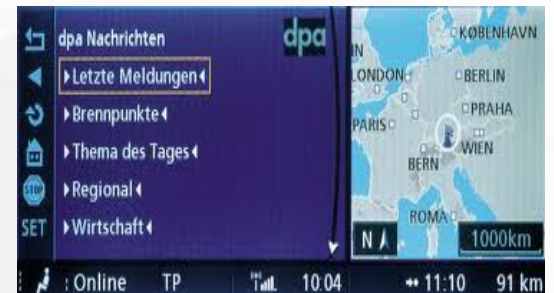 dpa Nachrichten
dpa
Letzte Meldungen
Brennpunkte
Thema des Tages
Regional
Wirtschaft
STOP
SET
KØBENHAVN
LONDON
BERLIN
PRAHA
PARIS
WIEN
BERN
ROMA
N
1000km
: Online TP 10:04 11:10 91 km